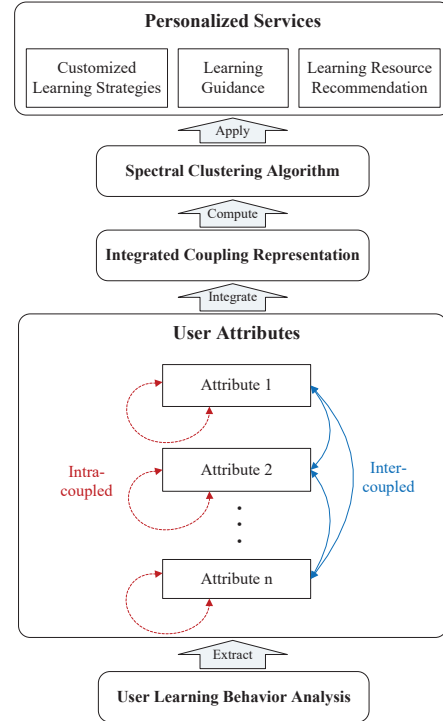 Personalized Services
Customized
Learning Strategies
Learning
Guidance
Learning Resource
Recommendation
Apply
Spectral Clustering Algorithm
Compute
Integrated Coupling Representation
Integrate
User Attributes
Attribute 1
Intra-
coupled
Attribute 2
Inter-
coupled
Attribute n
Extract
User Learning Behavior Analysis